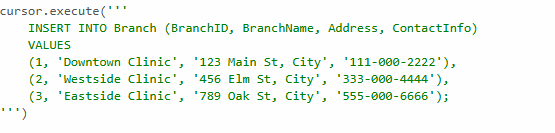 cursor.execute('''
    INSERT INTO Branch (BranchID, BranchName, Address, ContactInfo)
    VALUES
    (1, 'Downtown Clinic', '123 Main St, City', '111-000-2222'),
    (2, 'Westside Clinic', '456 Elm St, City', '333-000-4444'),
    (3, 'Eastside Clinic', '789 Oak St, City', '555-000-6666');
''')